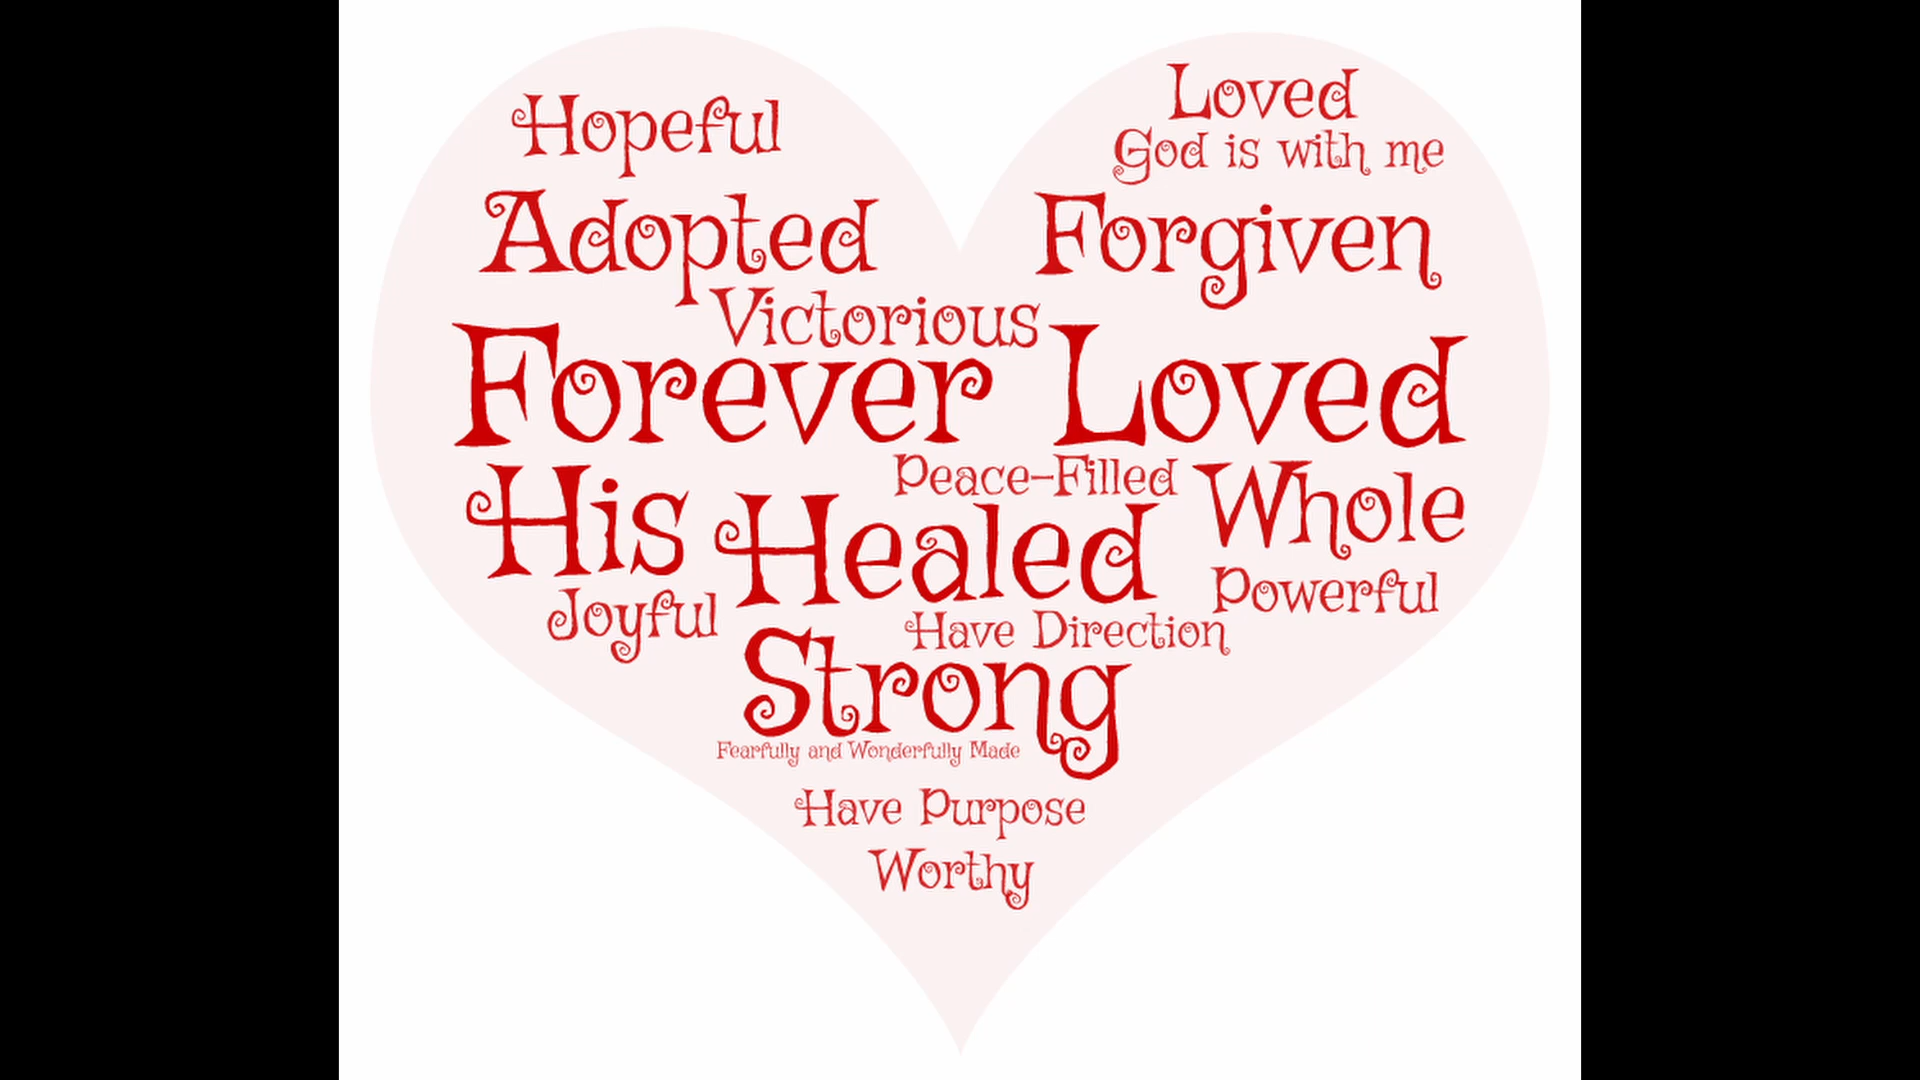 Hopeful
Loved
God is with me
Adopted
Forgiven
Victorious
Forever Loved
Peace-Filled
His
Healed
Whole
Joyful
Powerful
Have Direction
Strong
Fearfully and Wonderfully Made
Have Purpose
Worthy